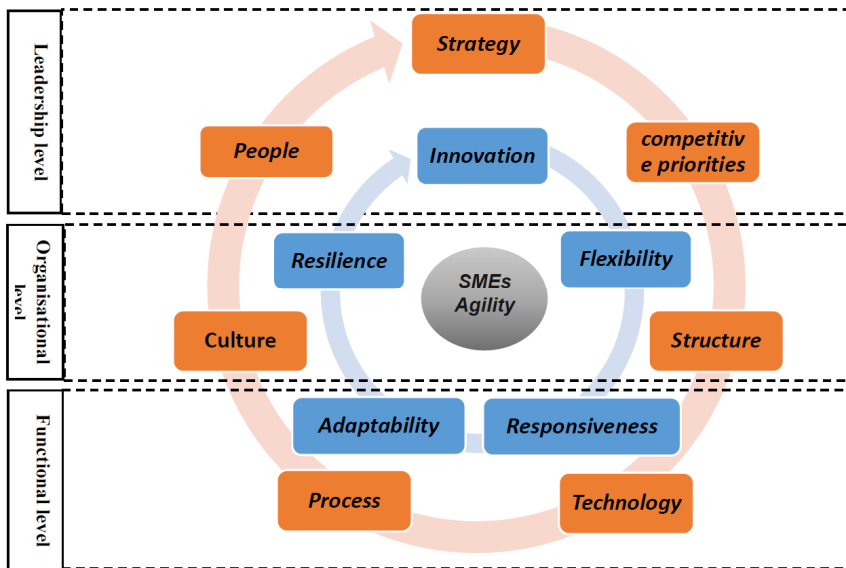 Leadership level
Strategy
People
Innovation
competitiv
e priorities
Organisational
level
Resilience
SMEs
Agility
Flexibility
Culture
Structure
Functional level
Adaptability
Responsiveness
Process
Technology